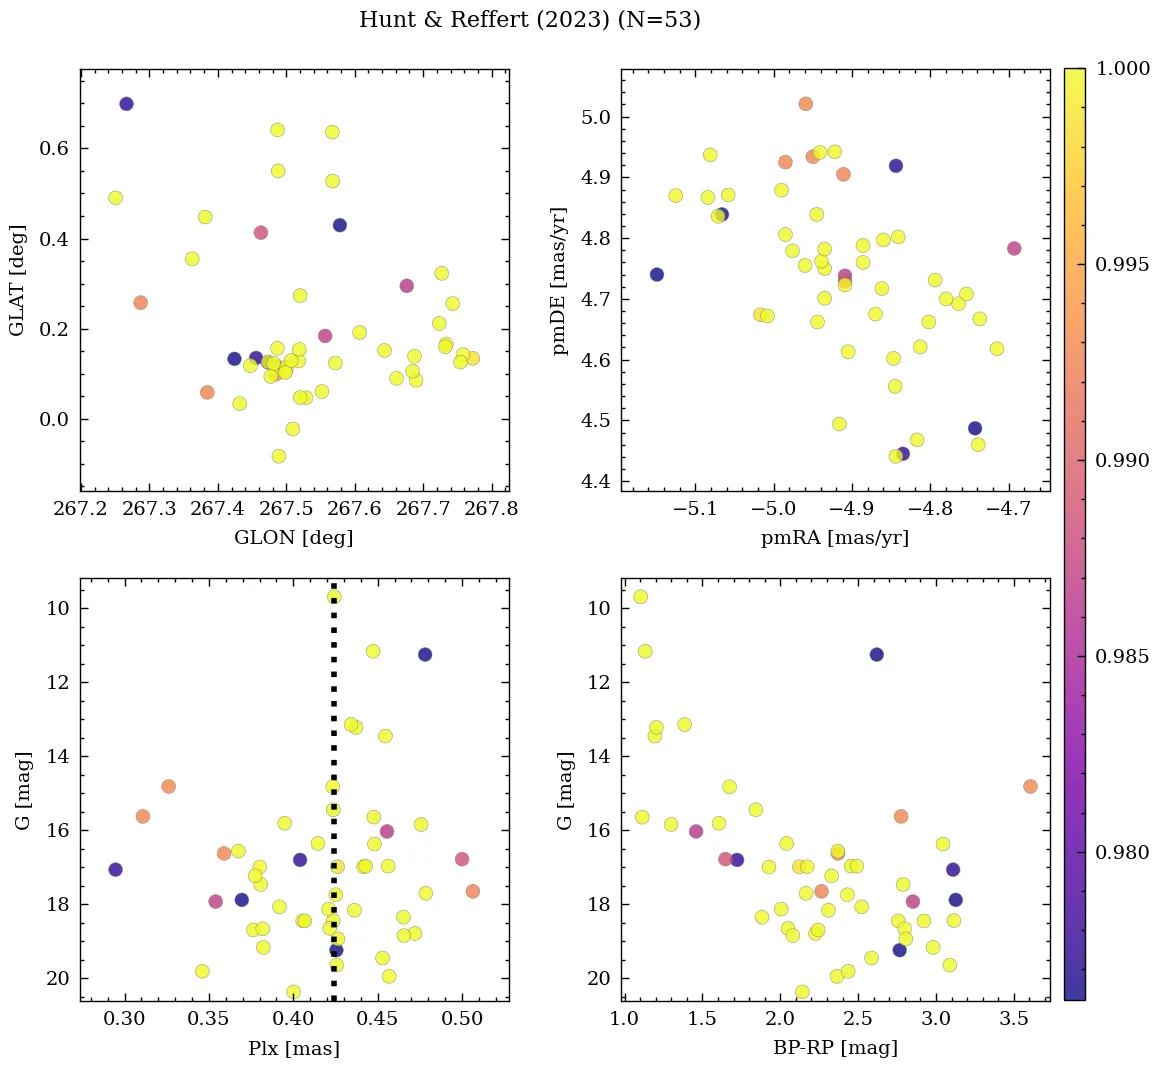 Hunt & Reffert (2023) (N=53)
GLAT [deg]
0.6
0.4
0.2
0.0
267.2 267.3 267.4 267.5 267.6 267.7 267.8
GLON [deg]
pmDE [mas/yr]
5.0
4.9
4.8
4.7
4.6
4.5
4.4
−5.1 −5.0 −4.9 −4.8 −4.7
pmRA [mas/yr]
1.000
0.995
0.990
0.985
0.980
G [mag]
10
12
14
16
18
20
0.30 0.35 0.40 0.45 0.50
Plx [mas]
G [mag]
10
12
14
16
18
20
1.0 1.5 2.0 2.5 3.0 3.5
BP-RP [mag]